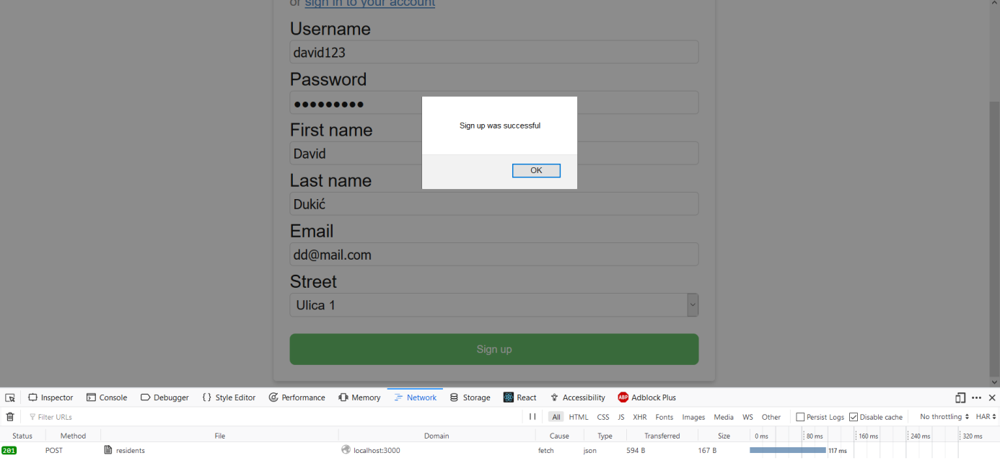 or sign in to your account
Username
david123
Password
●●●●●●●●●
First name
David
Last name
Dukić
Email
dd@mail.com
Street
Ulica 1
Sign up
Sign up was successful
OK
Inspector Console Debugger { } Style Editor Performance Memory Network Storage React ABP Adblock Plus Accessibility
Filter URLs All HTML CSS JS XHR Fonts Images Media WS Other Persist Logs Disable cache No throttling HAR
Status Method File Domain Cause Type Transferred Size 0 ms 80 ms 160 ms 240 ms 320 ms
201 POST residents localhost:3000 fetch json 594 B 167 B 117 ms